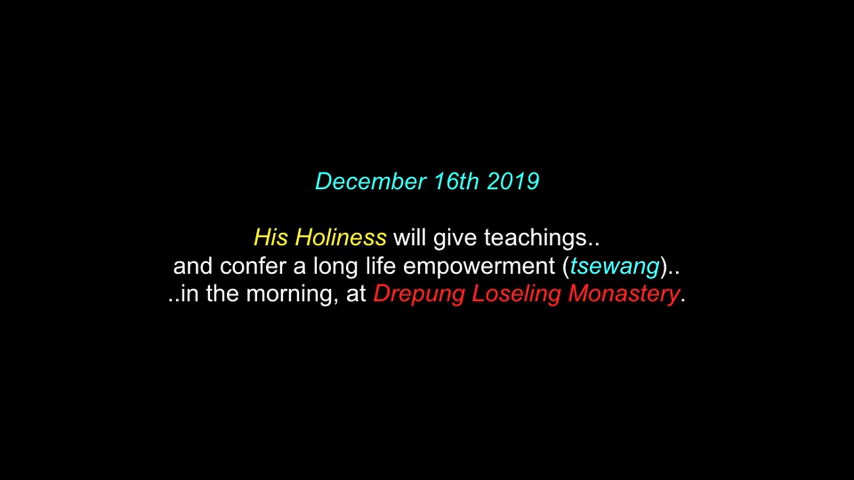 December 16th 2019
His Holiness will give teachings..
and confer a long life empowerment (tsewang)..
..in the morning, at Drepung Loseling Monastery.